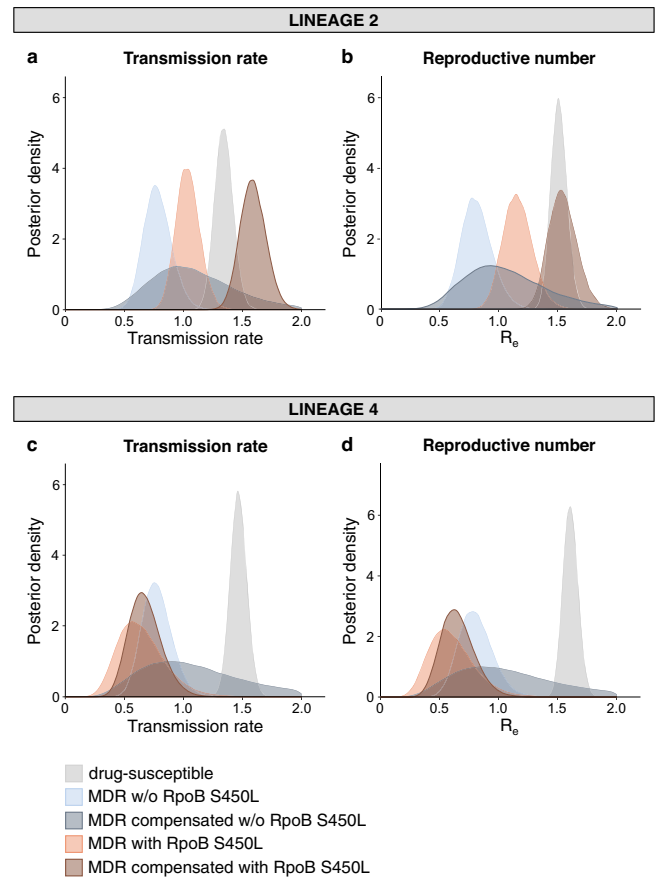 LINEAGE 2
a Transmission rate
b Reproductive number
Posterior density
6
4
2
0
0 0.5 1.0 1.5 2.0
Transmission rate
Posterior density
6
4
2
0
0 0.5 1.0 1.5 2.0
Re
LINEAGE 4
c Transmission rate
d Reproductive number
Posterior density
6
4
2
0
0 0.5 1.0 1.5 2.0
Transmission rate
Posterior density
6
4
2
0
0 0.5 1.0 1.5 2.0
Re
drug-susceptible
MDR w/o RpoB S450L
MDR compensated w/o RpoB S450L
MDR with RpoB S450L
MDR compensated with RpoB S450L